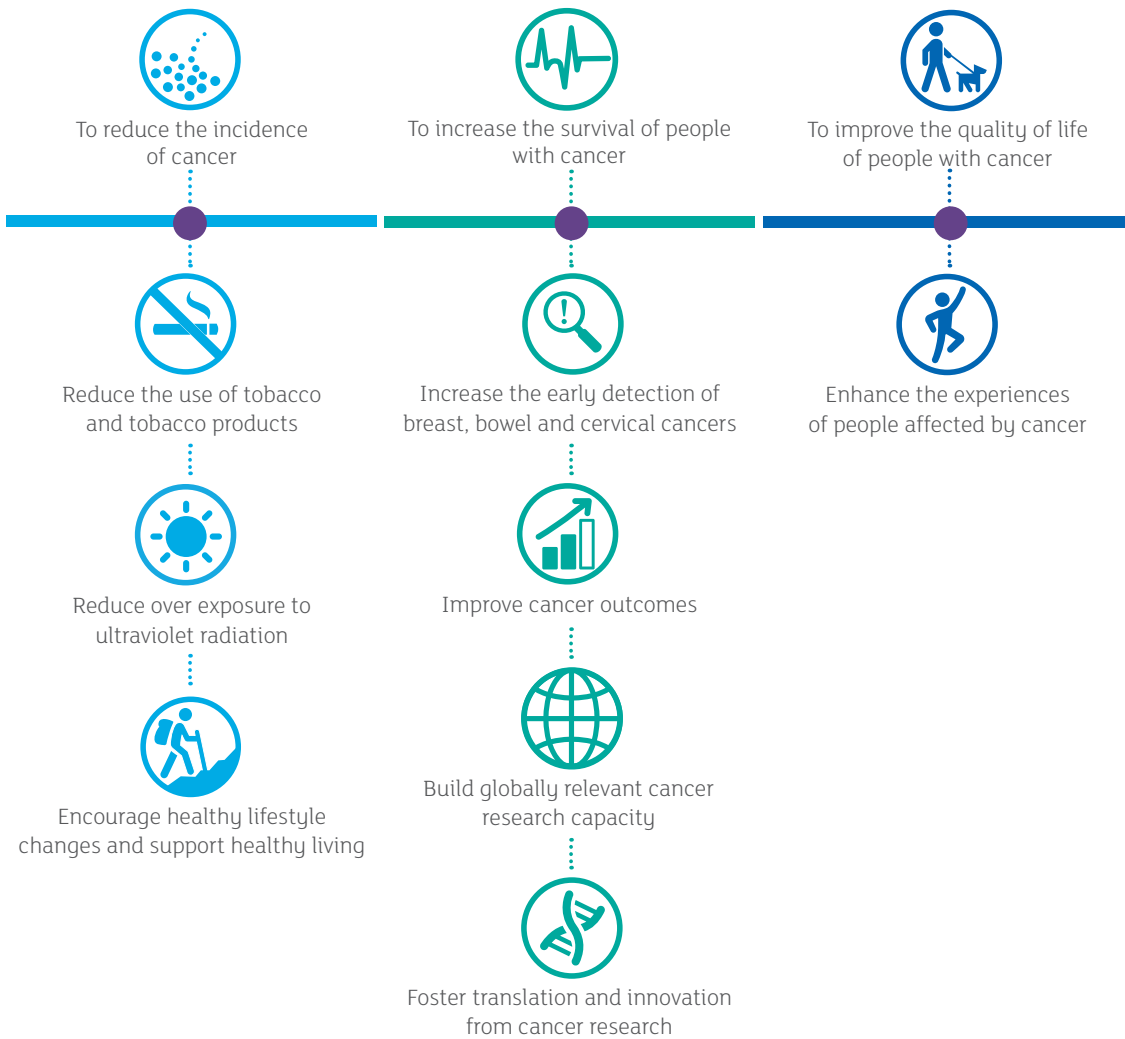 To reduce the incidence
of cancer
To increase the survival of people
with cancer
To improve the quality of life
of people with cancer
Reduce the use of tobacco
and tobacco products
Reduce over exposure to
ultraviolet radiation
Encourage healthy lifestyle
changes and support healthy living
Increase the early detection of
breast, bowel and cervical cancers
!
Improve cancer outcomes
Build globally relevant cancer
research capacity
Foster translation and innovation
from cancer research
Enhance the experiences
of people affected by cancer